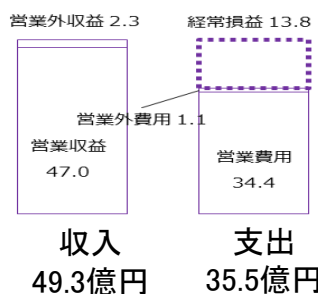 営業外収益 2.3
経常損益 13.8
営業外費用 1.1
営業収益
47.0
営業費用
34.4
収入
49.3億円
支出
35.5億円